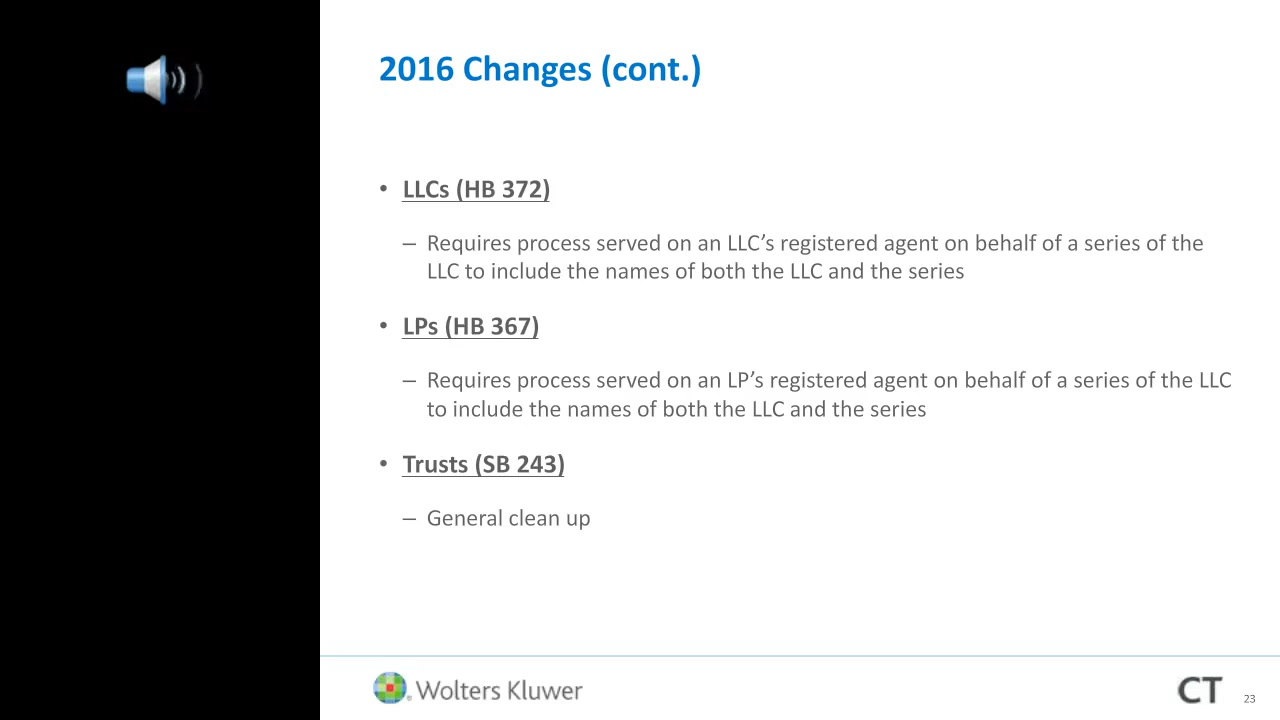 2016 Changes (cont.)
• LLCs (HB 372)
– Requires process served on an LLC’s registered agent on behalf of a series of the
LLC to include the names of both the LLC and the series
• LPs (HB 367)
– Requires process served on an LP’s registered agent on behalf of a series of the LLC
to include the names of both the LLC and the series
• Trusts (SB 243)
– General clean up
Wolters Kluwer
CT
23